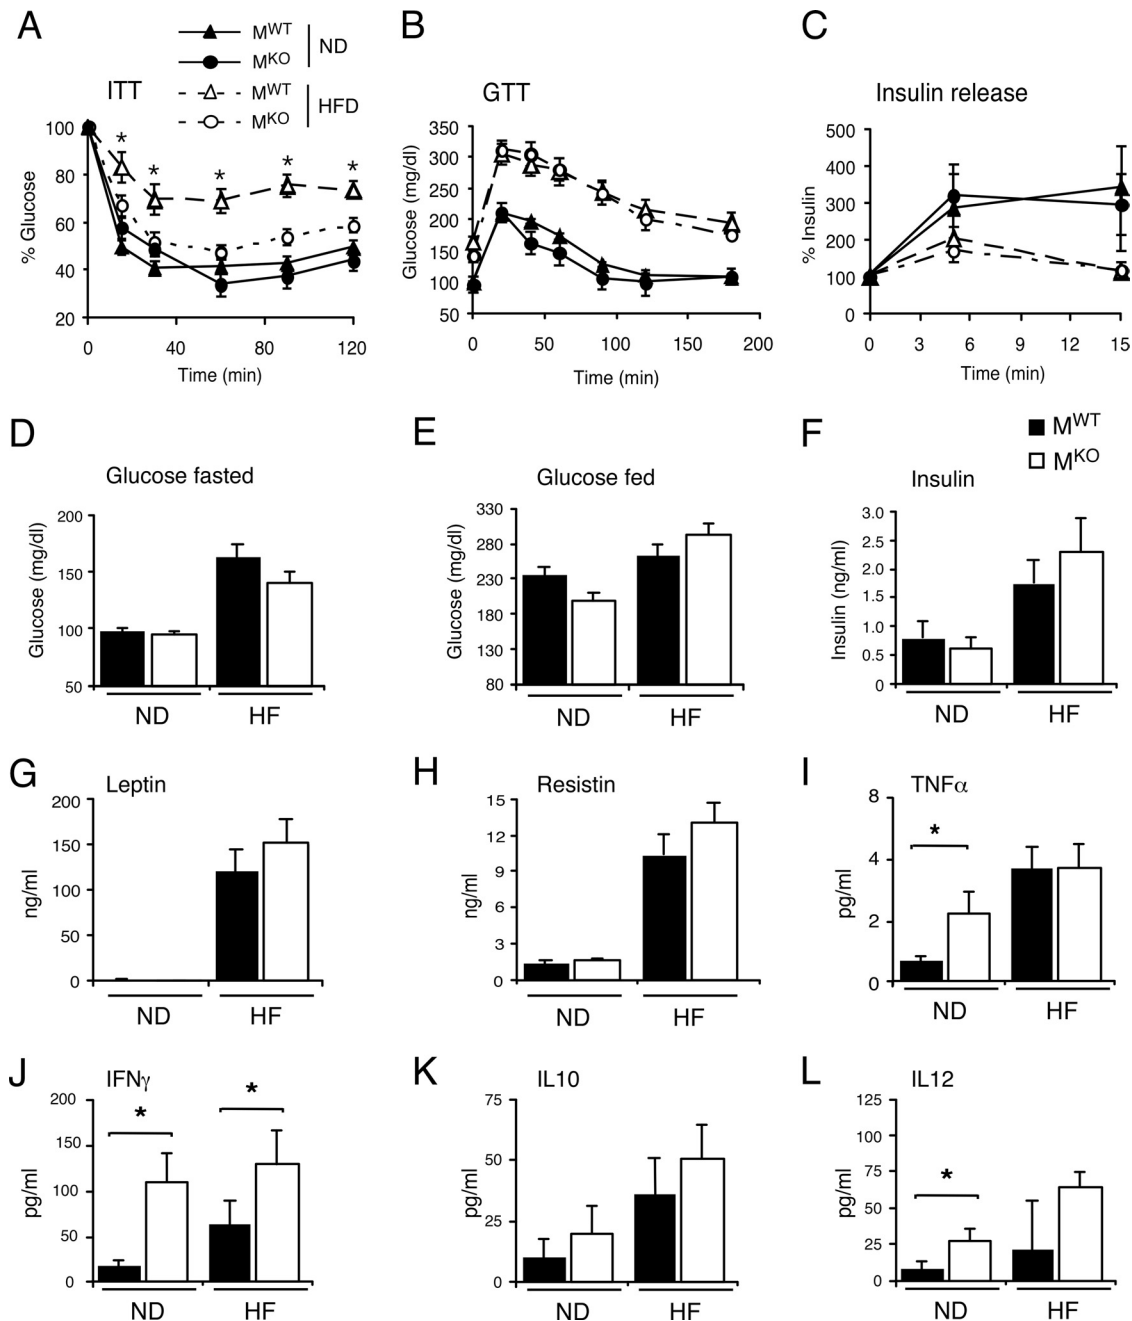 A
M^WT
M^KO
ND
M^WT
M^KO
HFD
ITT
% Glucose
100
80
60
40
20
* * * * *
0 40 80 120
Time (min)
B
GTT
Glucose (mg/dl)
350
300
250
200
150
100
50
0 50 100 150 200
Time (min)
C
Insulin release
% Insulin
500
400
300
200
100
0
0 3 6 9 12 15
Time (min)
D
Glucose fasted
Glucose (mg/dl)
200
150
100
50
ND HF
E
Glucose fed
Glucose (mg/dl)
330
280
230
180
130
80
ND HF
F
M^WT
M^KO
Insulin
Insulin (ng/ml)
3.0
2.5
2.0
1.5
1.0
0.5
0
ND HF
G
Leptin
ng/ml
200
150
100
50
0
ND HF
H
Resistin
ng/ml
15
12
9
6
3
0
ND HF
I
TNFα
pg/ml
8
4
2
0
*
ND HF
J
IFNγ
pg/ml
200
150
100
50
0
* *
ND HF
K
IL10
pg/ml
75
50
25
0
ND HF
L
IL12
pg/ml
125
100
75
50
25
0
*
ND HF